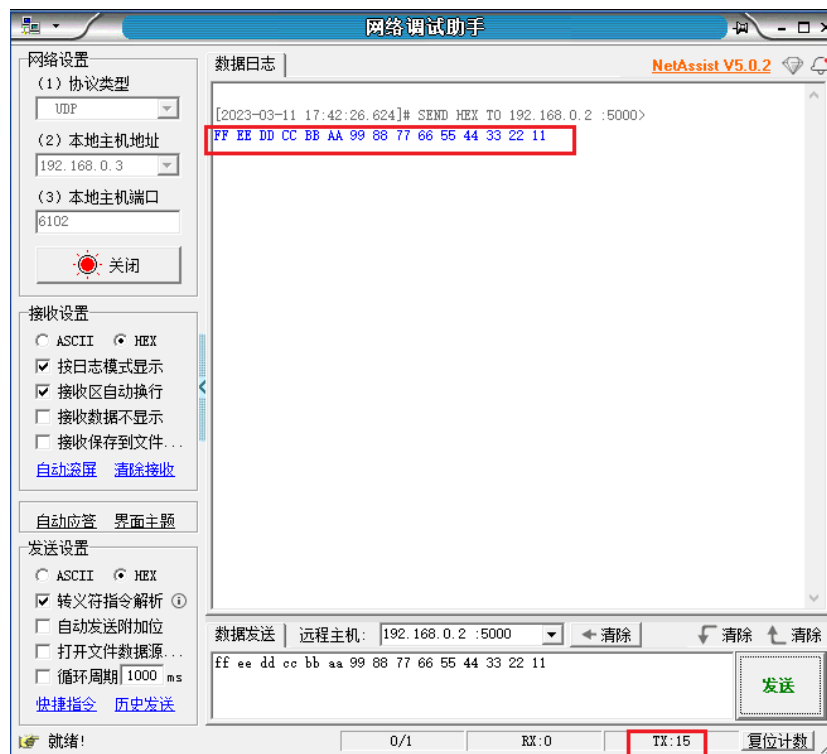 网络调试助手
网络设置
(1) 协议类型
UDP
(2) 本地主机地址
192.168.0.3
(3) 本地主机端口
6102
关闭
接收设置
ASCII HEX
按日志模式显示
接收区自动换行
接收数据不显示
接收保存到文件...
自动滚屏 清除接收
自动应答 界面主题
发送设置
ASCII HEX
转义符指令解析
自动发送附加位
打开文件数据源...
循环周期 1000 ms
快捷指令 历史发送
数据日志
NetAssist V5.0.2
[2023-03-11 17:42:26.624]# SEND HEX TO 192.168.0.2 :5000>
FF EE DD CC BB AA 99 88 77 66 55 44 33 22 11
数据发送 远程主机: 192.168.0.2 :5000 清除 清除 清除
ff ee dd cc bb aa 99 88 77 66 55 44 33 22 11
发送
就绪! 0/1 RX:0 TX:15 复位计数